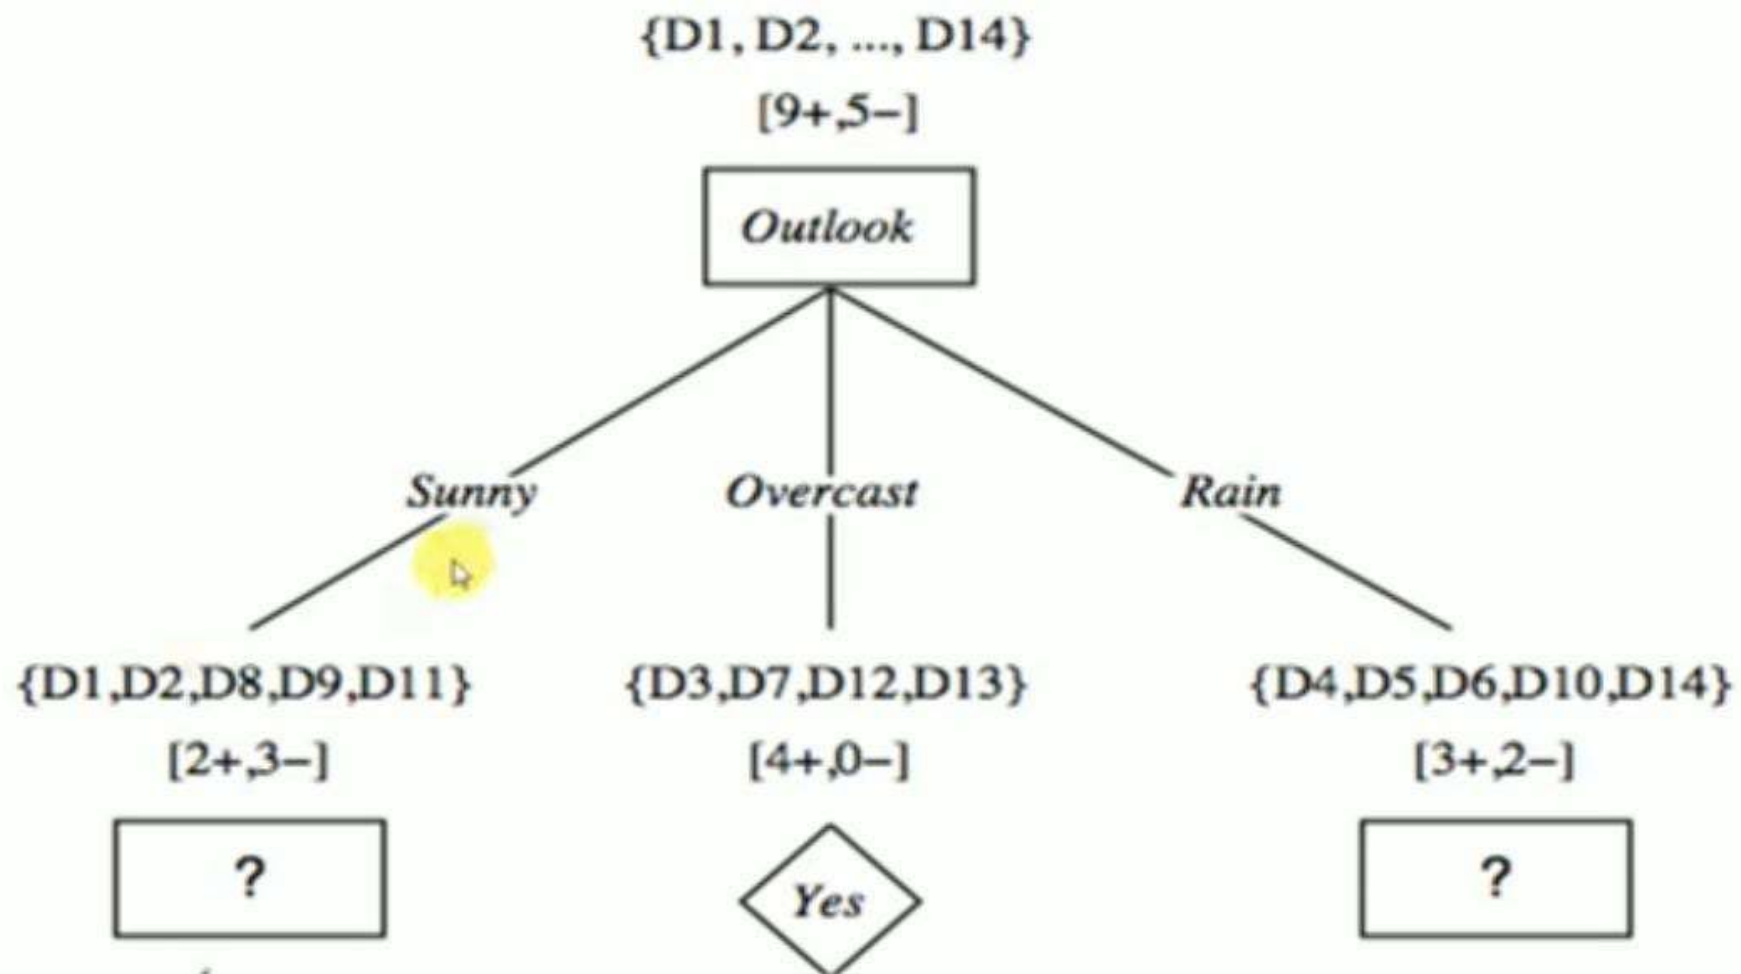 {D1, D2, ..., D14}
[9+,5−]
Outlook
Sunny Overcast Rain
{D1,D2,D8,D9,D11} {D3,D7,D12,D13} {D4,D5,D6,D10,D14}
[2+,3−] [4+,0−] [3+,2−]
? Yes ?